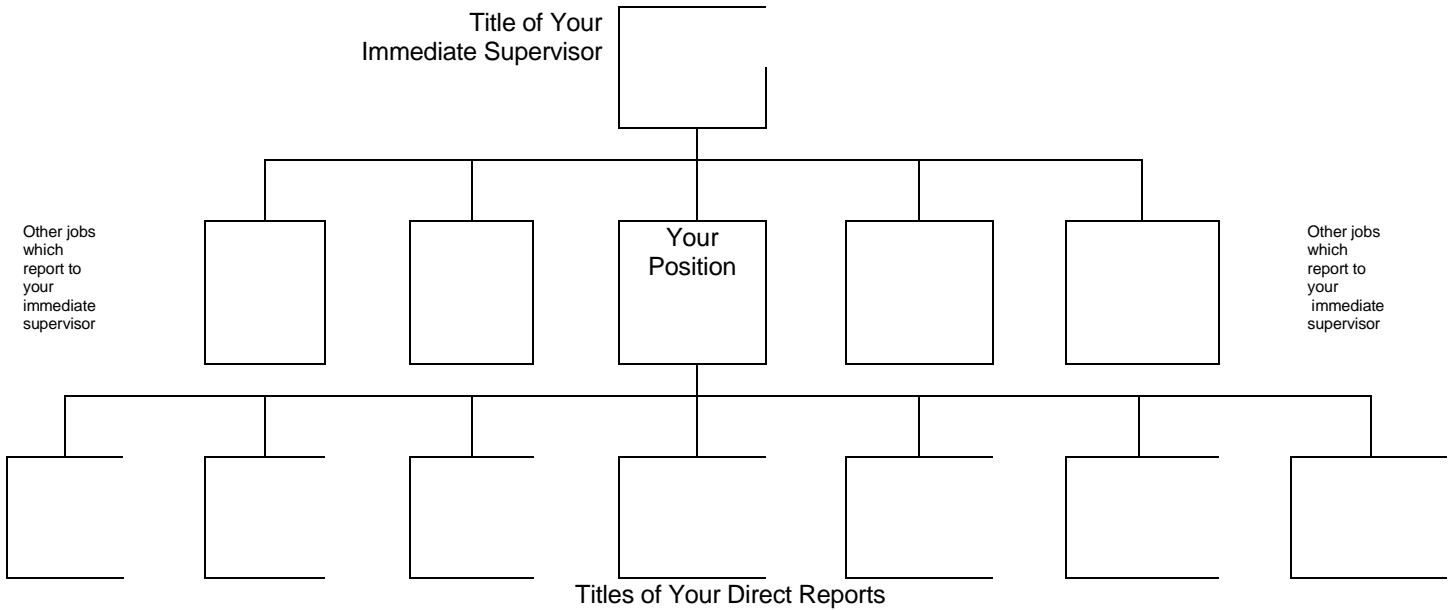 Title of Your
Immediate Supervisor
Other jobs
which
report to
your
immediate
supervisor
Your
Position
Other jobs
which
report to
your
immediate
supervisor
Titles of Your Direct Reports